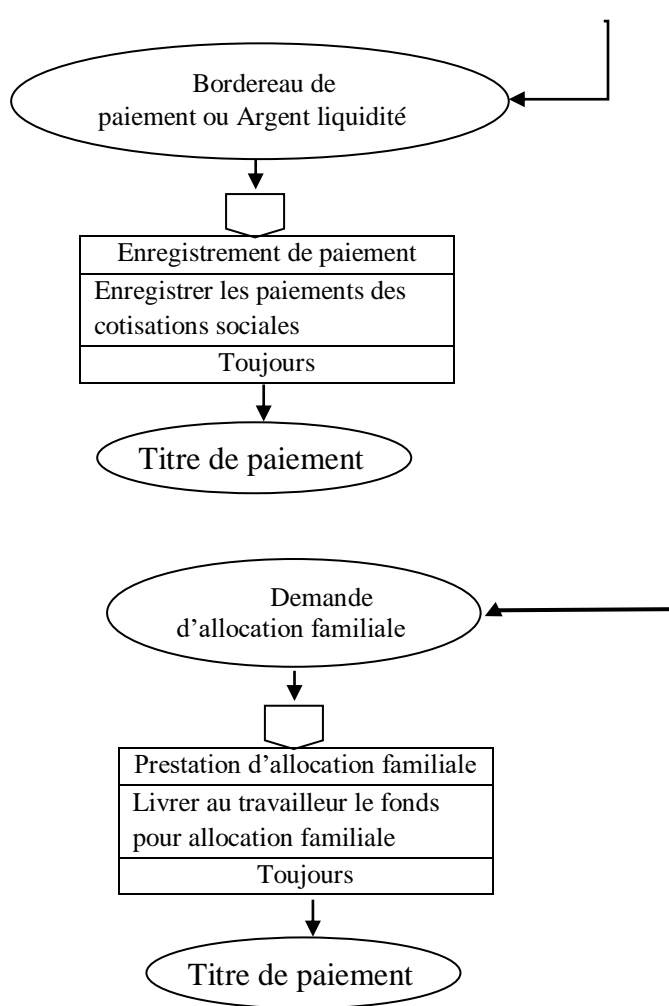 Bordereau de
paiement ou Argent liquidité
Enregistrement de paiement
Enregistrer les paiements des
cotisations sociales
Toujours
Titre de paiement
Demande
d'allocation familiale
Prestation d'allocation familiale
Livrer au travailleur le fonds
pour allocation familiale
Toujours
Titre de paiement